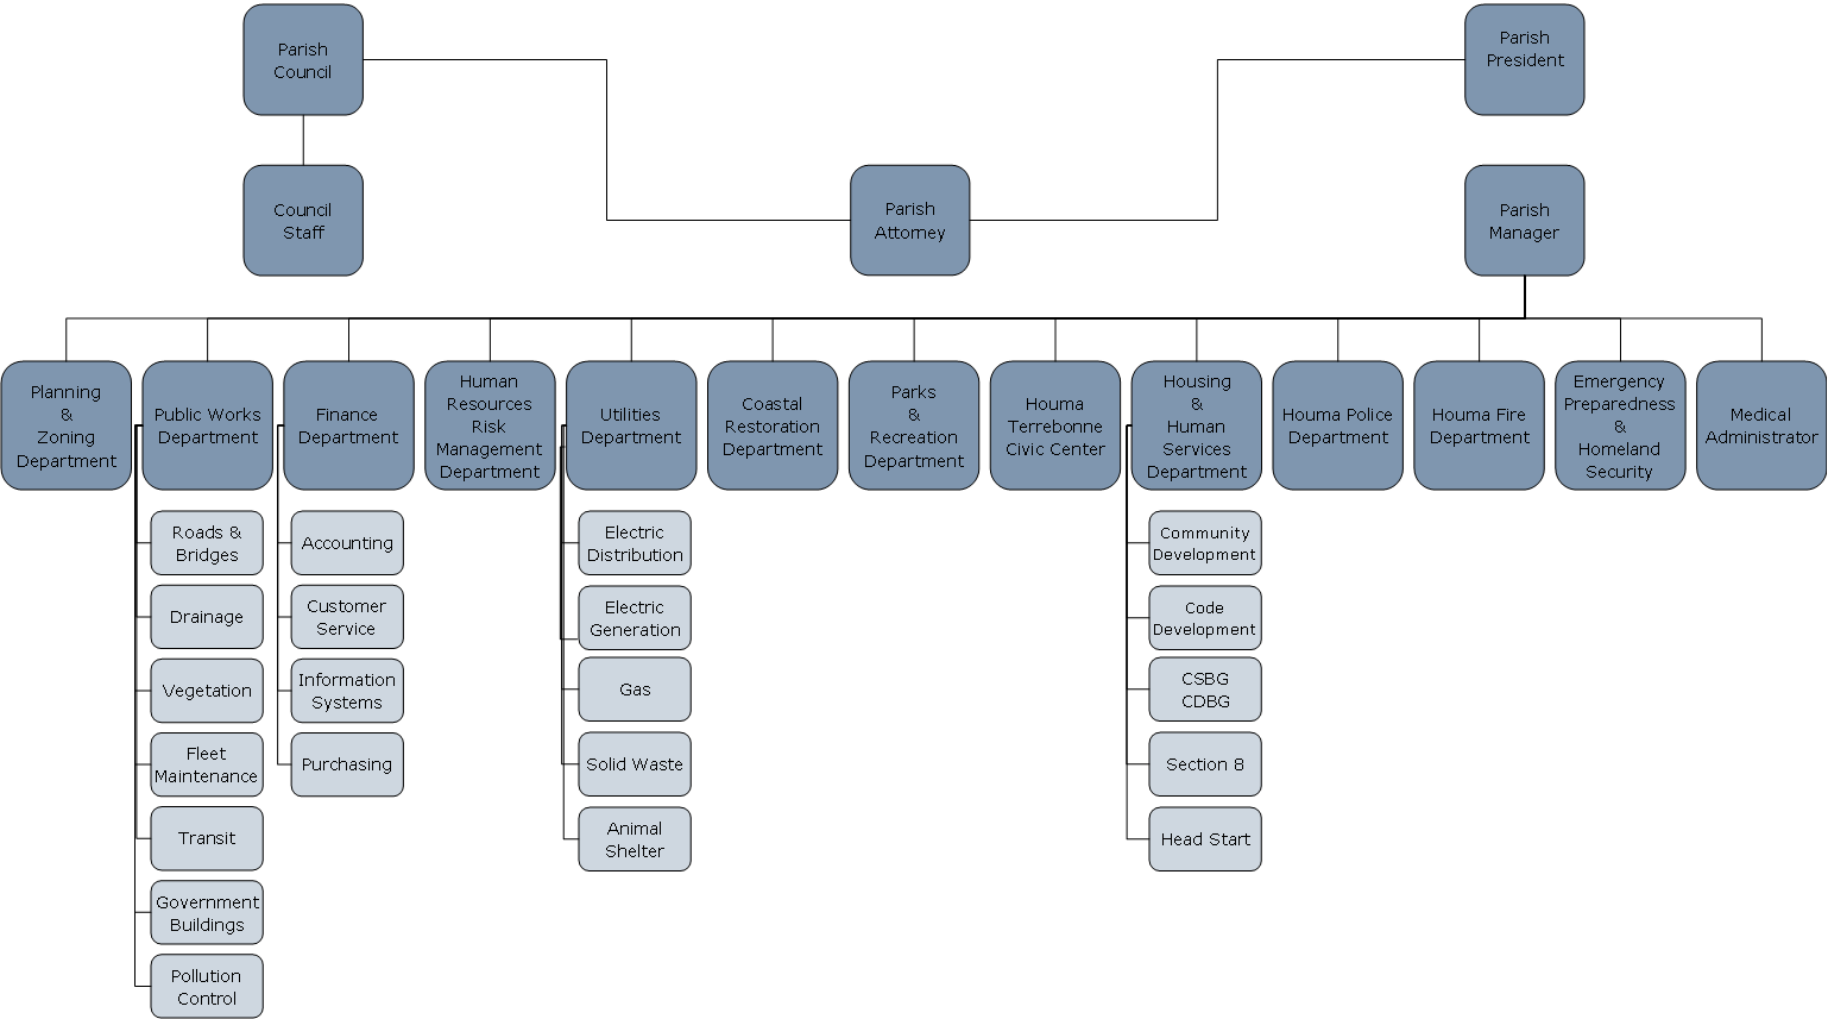 Parish
Council
Parish
President
Council
Staff
Parish
Attorney
Parish
Manager
Planning
&
Zoning
Department
Public Works
Department
Finance
Department
Human
Resources
Risk
Management
Department
Utilities
Department
Coastal
Restoration
Department
Parks
&
Recreation
Department
Houma
Terrebonne
Civic Center
Housing
&
Human
Services
Department
Houma Police
Department
Houma Fire
Department
Emergency
Preparedness
&
Homeland
Security
Medical
Administrator
Roads &
Bridges
Drainage
Vegetation
Fleet
Maintenance
Transit
Government
Buildings
Pollution
Control
Accounting
Customer
Service
Information
Systems
Purchasing
Electric
Distribution
Electric
Generation
Gas
Solid Waste
Animal
Shelter
Community
Development
Code
Development
CSBG
CDBG
Section 8
Head Start